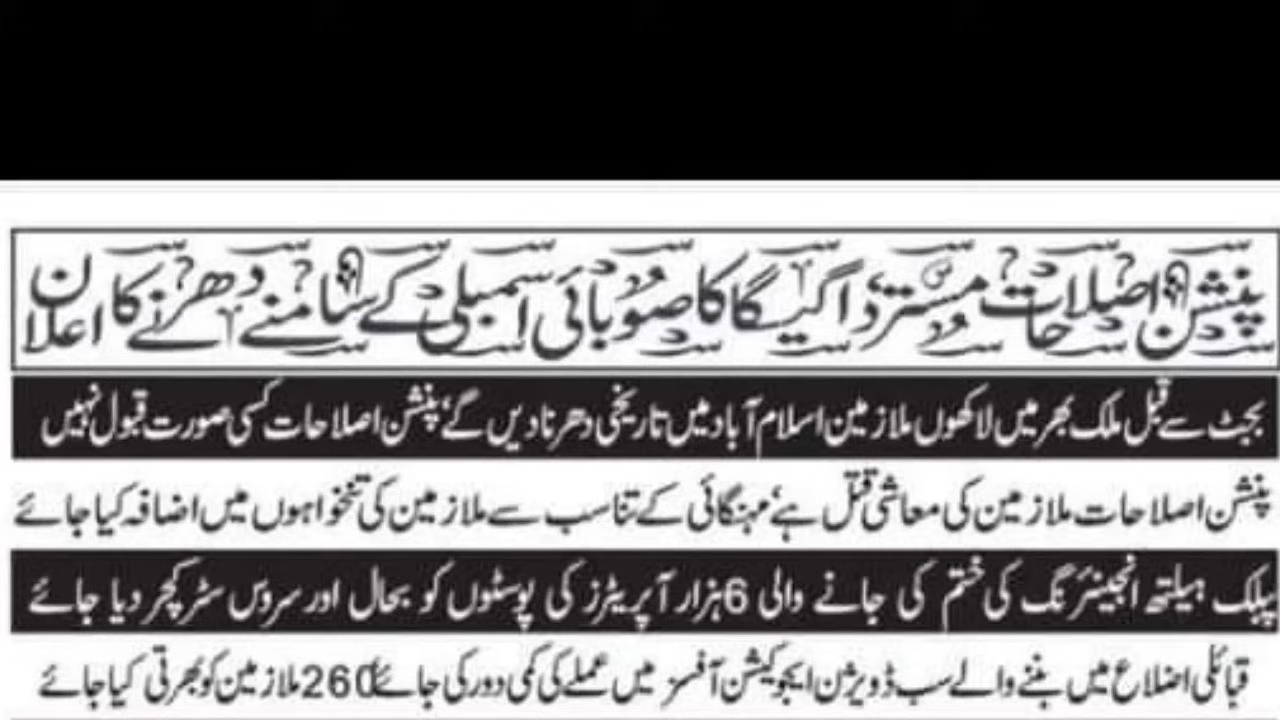 پنشن اصلاحات مسترد، اگیگا کا صوبائی اسمبلی کے سامنے دھرنے کا اعلان
بجٹ سے قبل ملک بھر میں لاکھوں ملازمین اسلام آباد میں تاریخی دھرنا دیں گے، پنشن اصلاحات کسی صورت قبول نہیں
پنشن اصلاحات ملازمین کی معاشی قتل ہے، مہنگائی کے تناسب سے ملازمین کی تنخواہوں میں اضافہ کیا جائے
پبلک ہیلتھ انجینئرنگ کی ختم کی جانے والی 6 ہزار آپریٹرز کی پوسٹوں کو بحال اور سروس سٹرکچر دیا جائے
قبائلی اضلاع میں بننے والے سب ڈویژن ایجوکیشن آفسز میں عملے کی کمی دور کی جائے، 260 ملازمین کو بھرتی کیا جائے